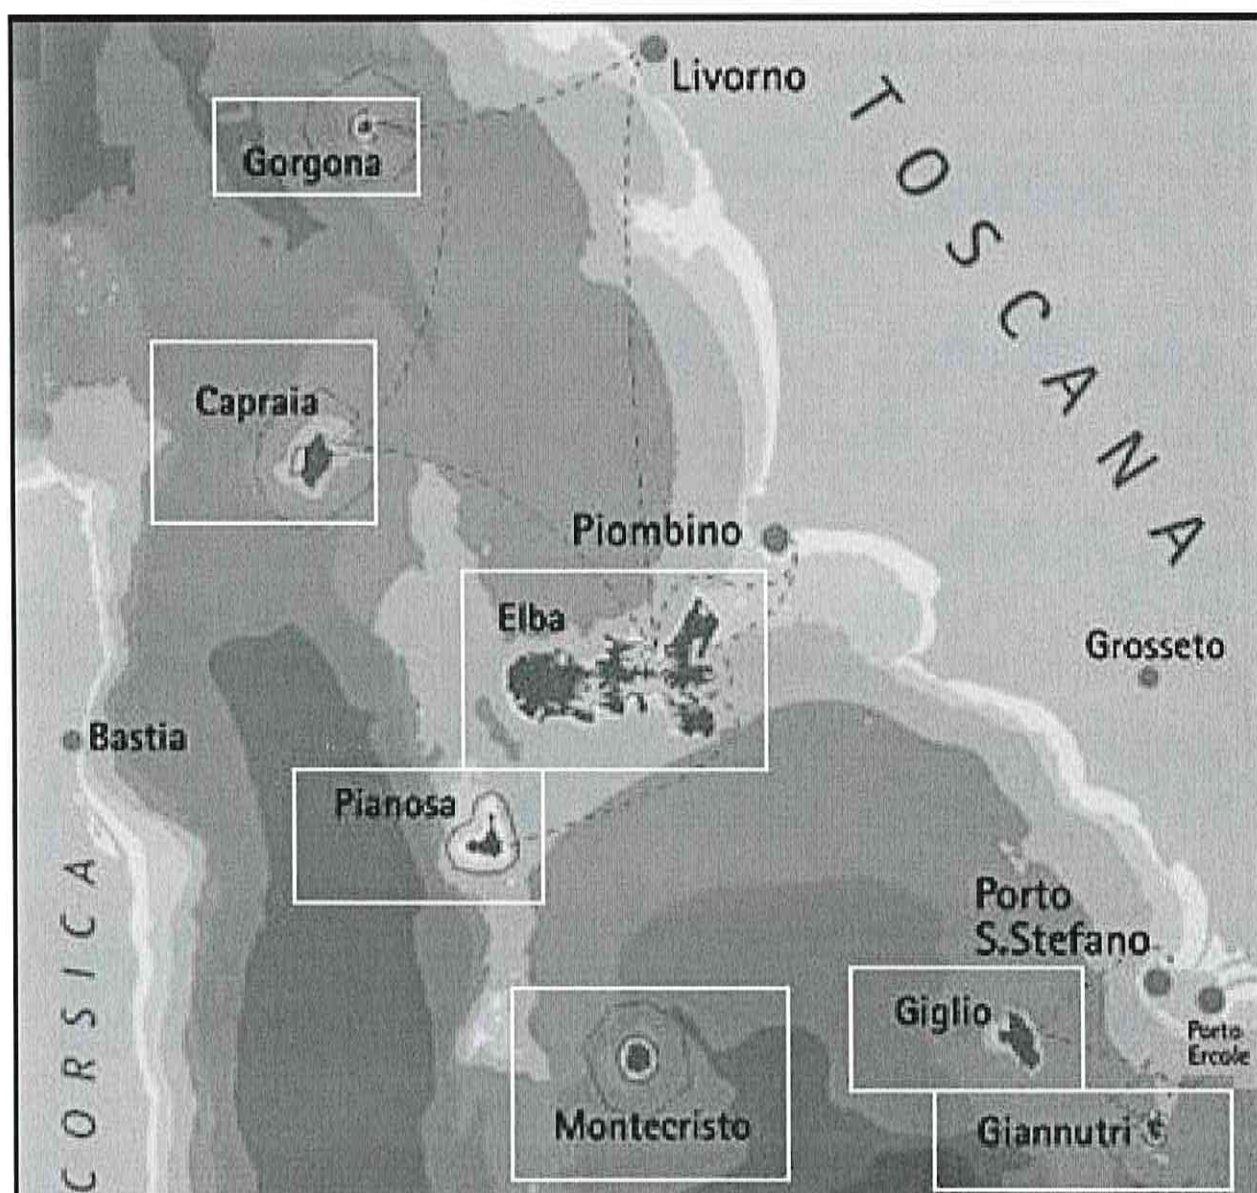 Livorno
TOSCANA
Gorgona
Capraia
Piombino
Elba
Grosseto
Bastia
Pianosa
CORSICA
Porto
S.Stefano
Giglio
Porto
Ercole
Montecristo
Giannutri